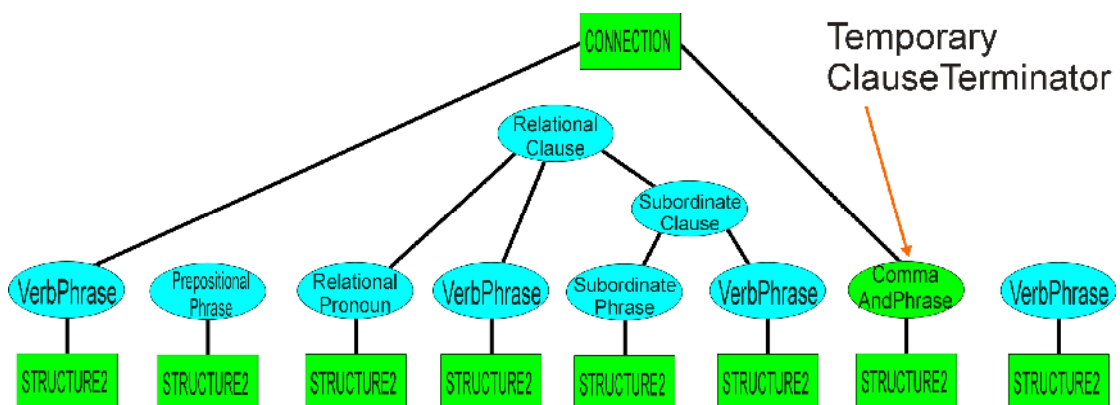 CONNECTION
Temporary
ClauseTerminator
Relational
Clause
Subordinate
Clause
VerbPhrase
Prepositional
Phrase
Relational
Pronoun
VerbPhrase
Subordinate
Phrase
VerbPhrase
Comma
AndPhrase
VerbPhrase
STRUCTURE2
STRUCTURE2
STRUCTURE2
STRUCTURE2
STRUCTURE2
STRUCTURE2
STRUCTURE2
STRUCTURE2